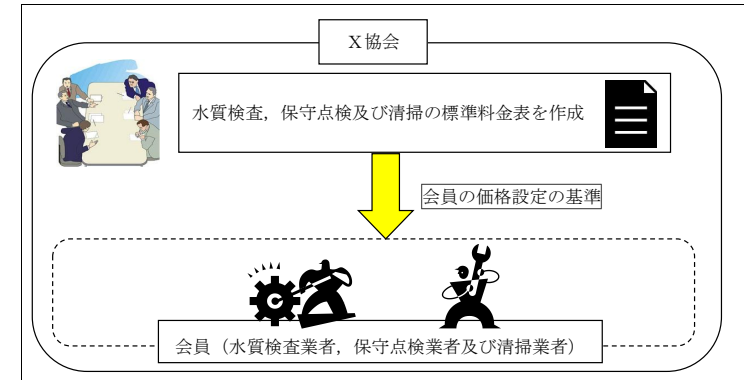 X協会
水質検査，保守点検及び清掃の標準料金表を作成
会員の価格設定の基準
会員（水質検査業者，保守点検業者及び清掃業者）